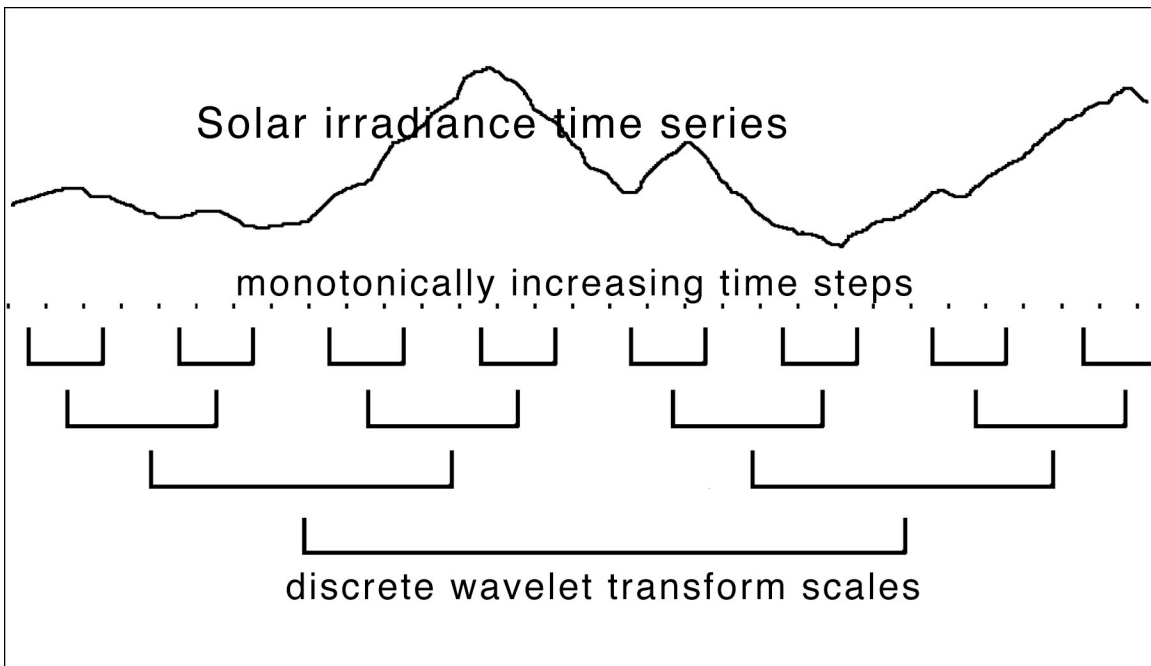 Solar irradiance time series
monotonically increasing time steps
discrete wavelet transform scales